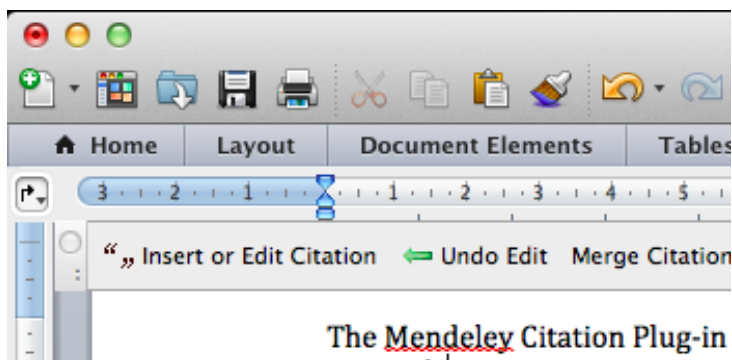 Home Layout Document Elements Tables
3 2 1 1 2 3 4 5
“ „ Insert or Edit Citation Undo Edit Merge Citation
The Mendeley Citation Plug-in